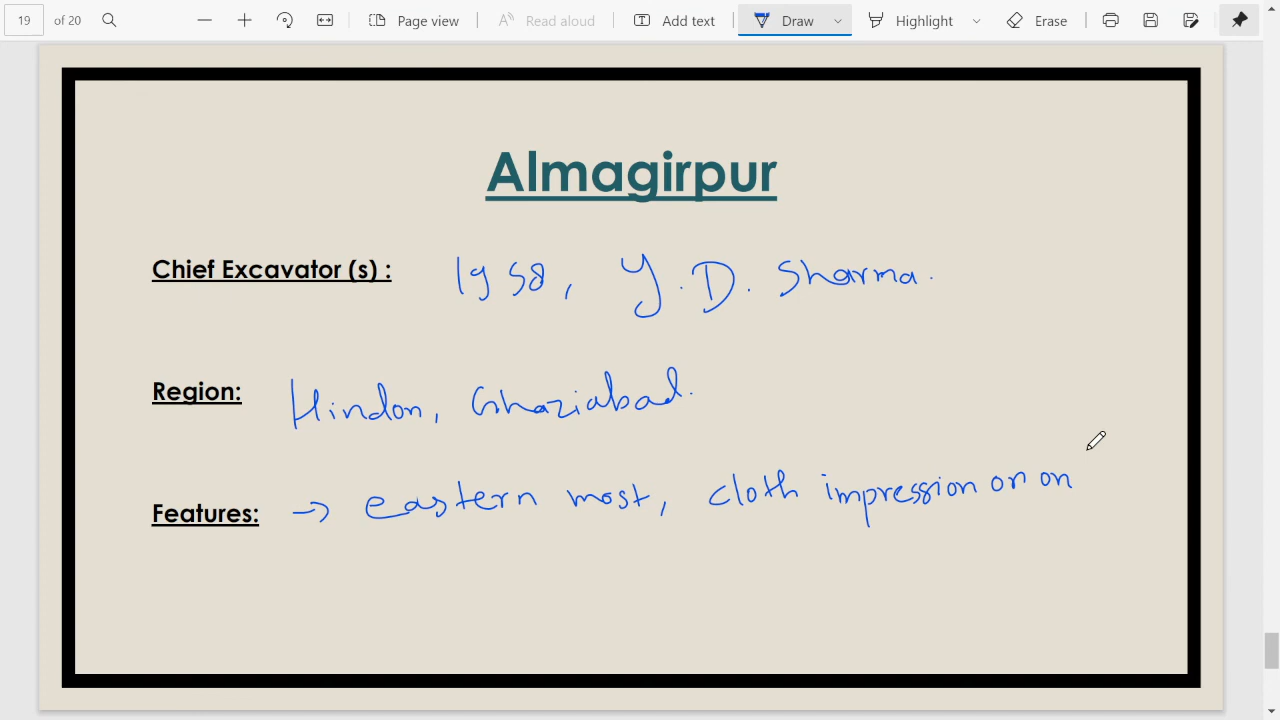 19 of 20 Page view Read aloud Add text Draw Highlight Erase
Almagirpur
Chief Excavator (s) : 1958, Y. D. Sharma.
Region: Hindon, Ghaziabad.
Features: → eastern most, cloth impression on on